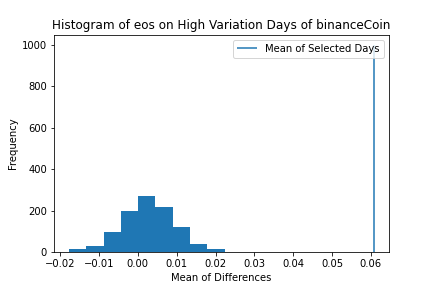 Histogram of eos on High Variation Days of binanceCoin
Mean of Selected Days
1000
800
600
400
200
0
Frequency
−0.02 −0.01 0.00 0.01 0.02 0.03 0.04 0.05 0.06
Mean of Differences